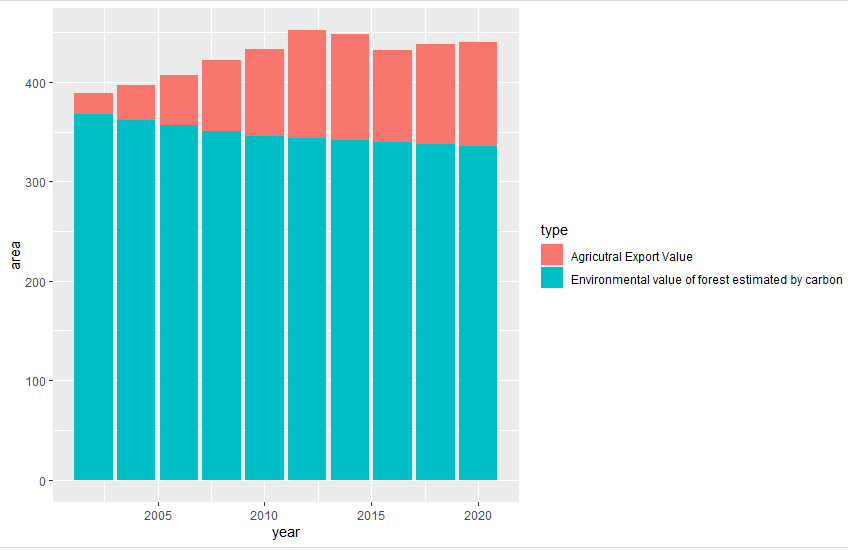 400
300
200
100
0
area
2005 2010 2015 2020
year
type
Agricutral Export Value
Environmental value of forest estimated by carbon